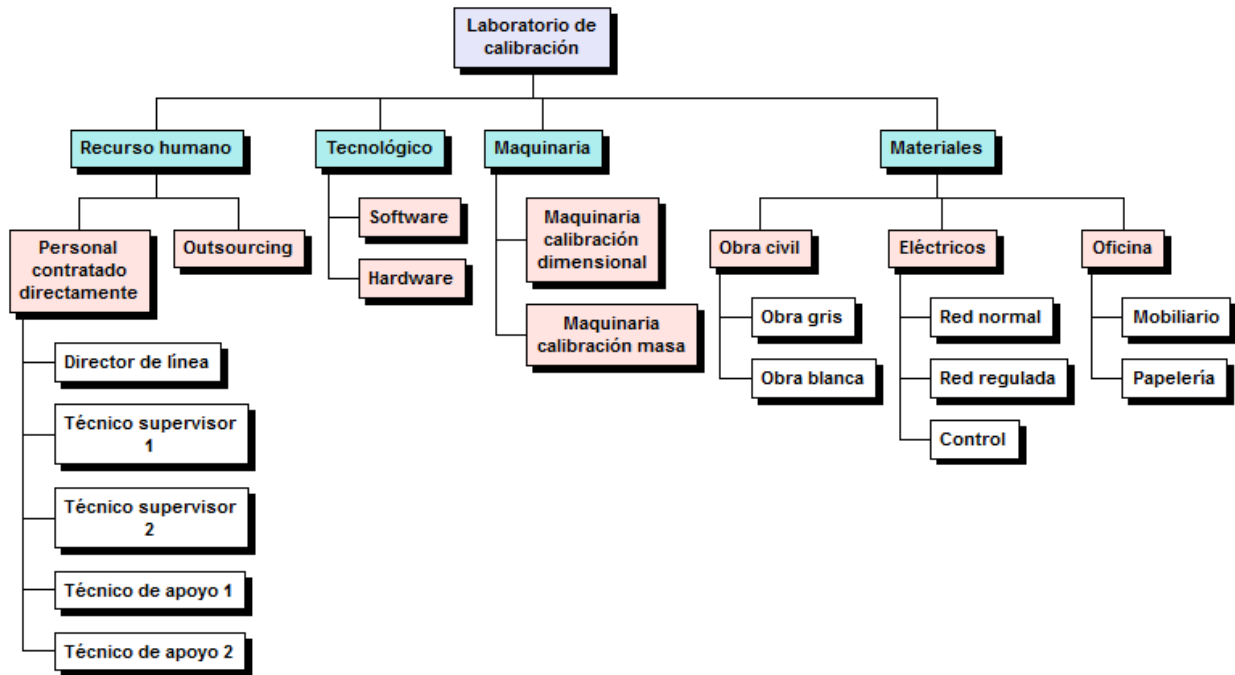 Laboratorio de
calibración
Recurso humano
Tecnológico
Maquinaria
Materiales
Personal
contratado
directamente
Outsourcing
Director de línea
Técnico supervisor
1
Técnico supervisor
2
Técnico de apoyo 1
Técnico de apoyo 2
Software
Hardware
Maquinaria
calibración
dimensional
Maquinaria
calibración masa
Obra civil
Obra gris
Obra blanca
Eléctricos
Red normal
Red regulada
Control
Oficina
Mobiliario
Papelería